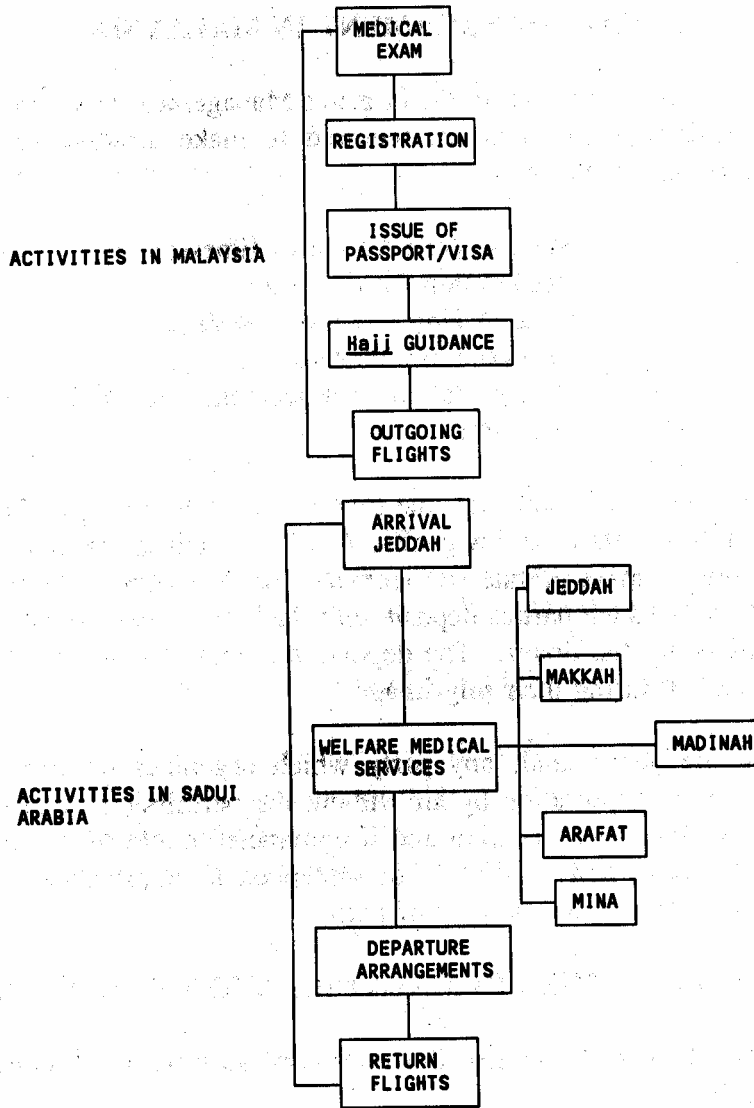 MEDICAL
EXAM
REGISTRATION
ISSUE OF
PASSPORT/VISA
ACTIVITIES IN MALAYSIA
Hajj GUIDANCE
OUTGOING
FLIGHTS
ARRIVAL
JEDDAH
JEDDAH
MAKKAH
WELFARE MEDICAL
SERVICES
MADINAH
ACTIVITIES IN SADUI
ARABIA
ARAFAT
MINA
DEPARTURE
ARRANGEMENTS
RETURN
FLIGHTS